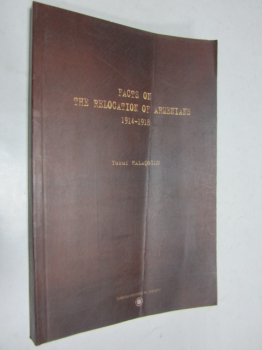 FACTS ON
THE RELOCATION OF ARMENIANS
1914-1918
Yusuf HALAÇOĞLU